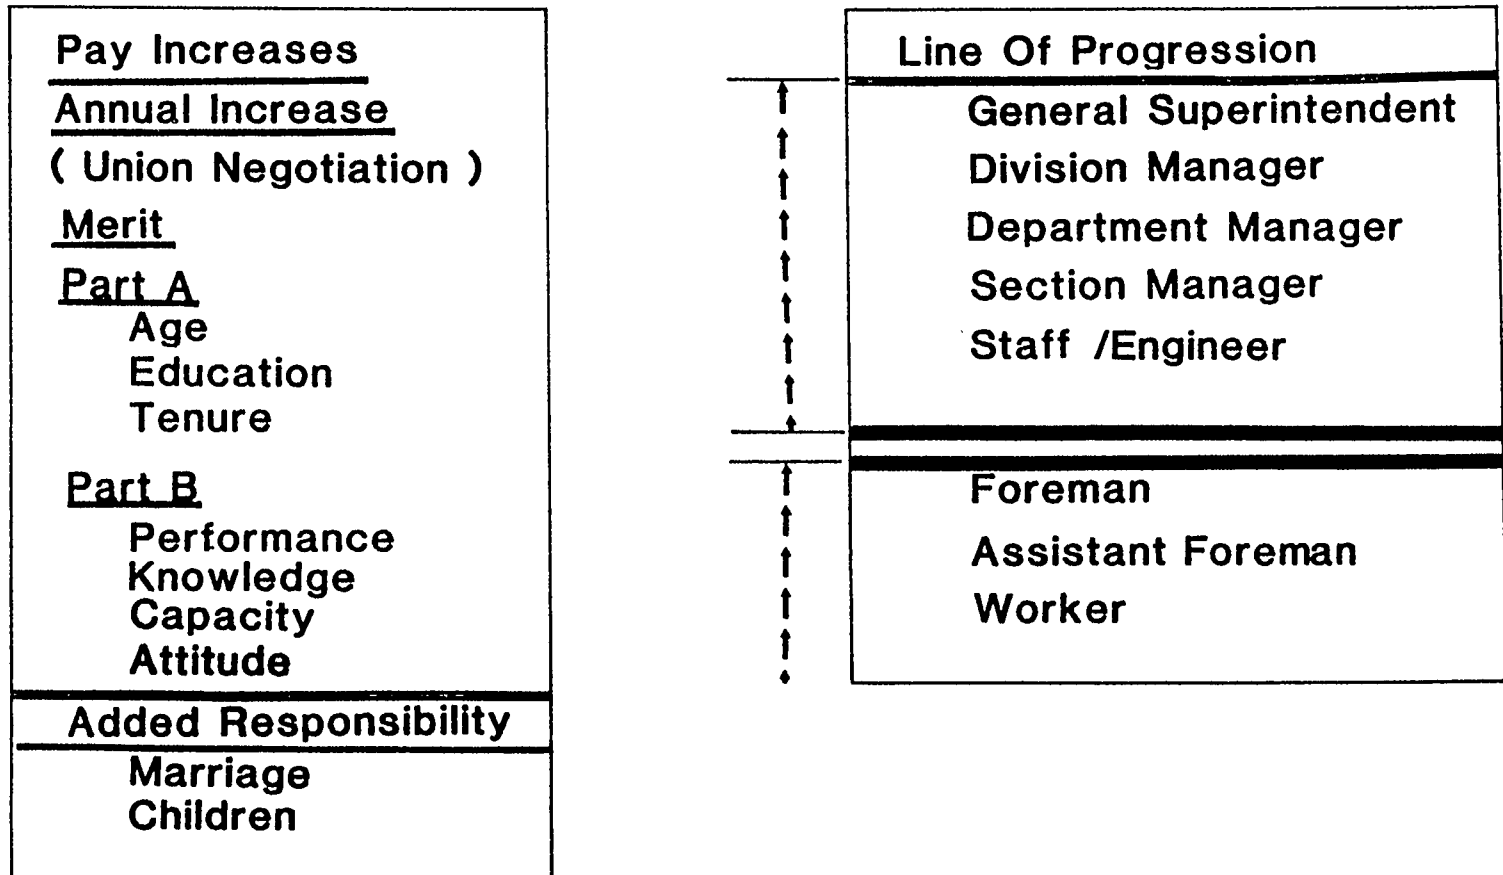 Pay Increases
Annual Increase
( Union Negotiation )
Merit
Part A
Age
Education
Tenure
Part B
Performance
Knowledge
Capacity
Attitude
Added Responsibility
Marriage
Children
Line Of Progression
General Superintendent
Division Manager
Department Manager
Section Manager
Staff /Engineer
Foreman
Assistant Foreman
Worker